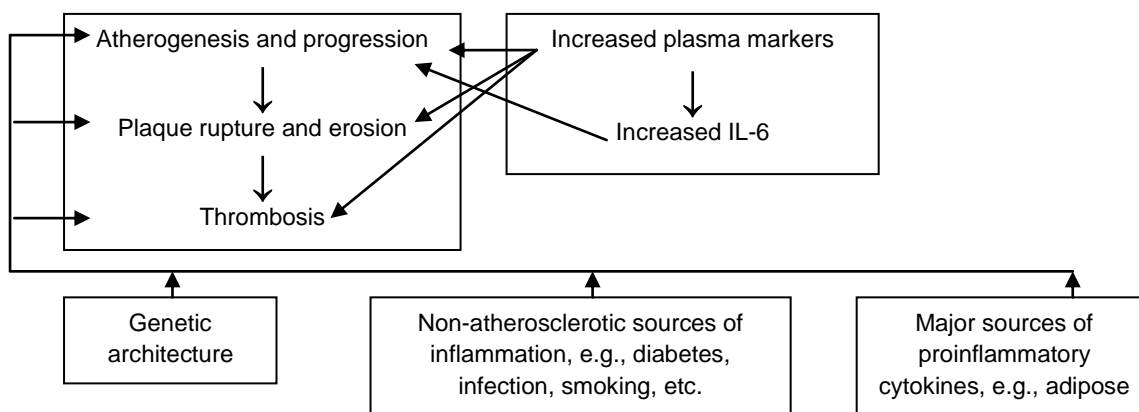 Atherogenesis and progression
Plaque rupture and erosion
Thrombosis
Increased plasma markers
Increased IL-6
Genetic
architecture
Non-atherosclerotic sources of
inflammation, e.g., diabetes,
infection, smoking, etc.
Major sources of
proinflammatory
cytokines, e.g., adipose